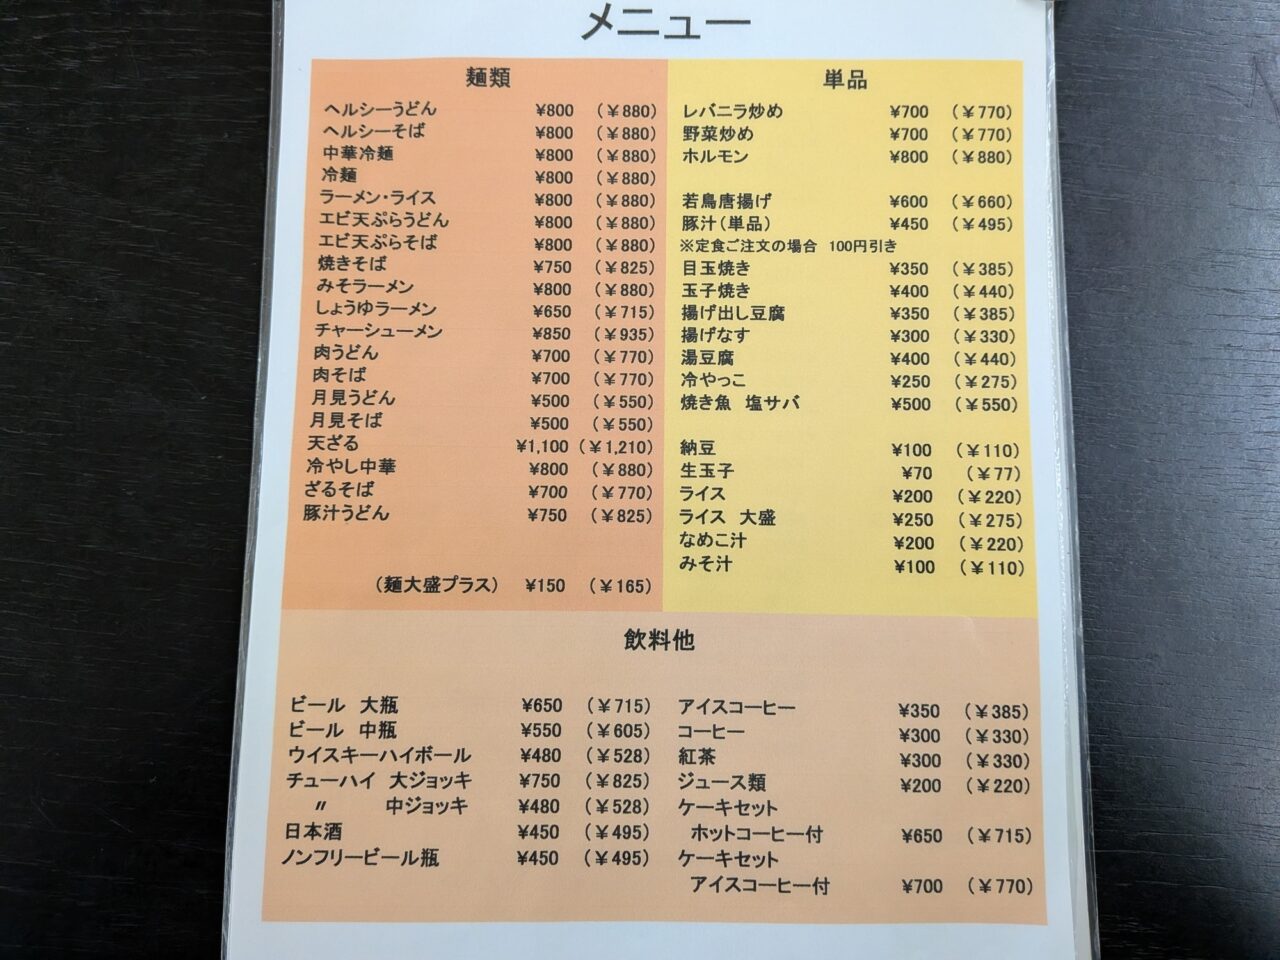 メニュー
麺類
ヘルシーうどん ¥800 (¥880)
ヘルシーそば ¥800 (¥880)
中華冷麺 ¥800 (¥880)
冷麺 ¥800 (¥880)
ラーメン・ライス ¥800 (¥880)
エビ天ぷらうどん ¥800 (¥880)
エビ天ぷらそば ¥800 (¥880)
焼きそば ¥750 (¥825)
みそラーメン ¥800 (¥880)
しょうゆラーメン ¥650 (¥715)
チャーシューメン ¥850 (¥935)
肉うどん ¥700 (¥770)
肉そば ¥700 (¥770)
月見うどん ¥500 (¥550)
月見そば ¥500 (¥550)
天ざる ¥1,100 (¥1,210)
冷やし中華 ¥800 (¥880)
ざるそば ¥700 (¥770)
豚汁うどん ¥750 (¥825)
(麺大盛プラス) ¥150 (¥165)
単品
レバニラ炒め ¥700 (¥770)
野菜炒め ¥700 (¥770)
ホルモン ¥800 (¥880)
若鳥唐揚げ ¥600 (¥660)
豚汁(単品) ¥450 (¥495)
※定食ご注文の場合 100円引き
目玉焼き ¥350 (¥385)
玉子焼き ¥400 (¥440)
揚げ出し豆腐 ¥350 (¥385)
揚げなす ¥300 (¥330)
湯豆腐 ¥400 (¥440)
冷やっこ ¥250 (¥275)
焼き魚 塩サバ ¥500 (¥550)
納豆 ¥100 (¥110)
生玉子 ¥70 (¥77)
ライス ¥200 (¥220)
ライス 大盛 ¥250 (¥275)
なめこ汁 ¥200 (¥220)
みそ汁 ¥100 (¥110)
飲料他
ビール 大瓶 ¥650 (¥715)
ビール 中瓶 ¥550 (¥605)
ウイスキーハイボール ¥480 (¥528)
チューハイ 大ジョッキ ¥750 (¥825)
〃 中ジョッキ ¥480 (¥528)
日本酒 ¥450 (¥495)
ノンフリービール瓶 ¥450 (¥495)
アイスコーヒー ¥350 (¥385)
コーヒー ¥300 (¥330)
紅茶 ¥300 (¥330)
ジュース類 ¥200 (¥220)
ケーキセット
ホットコーヒー付 ¥650 (¥715)
ケーキセット
アイスコーヒー付 ¥700 (¥770)